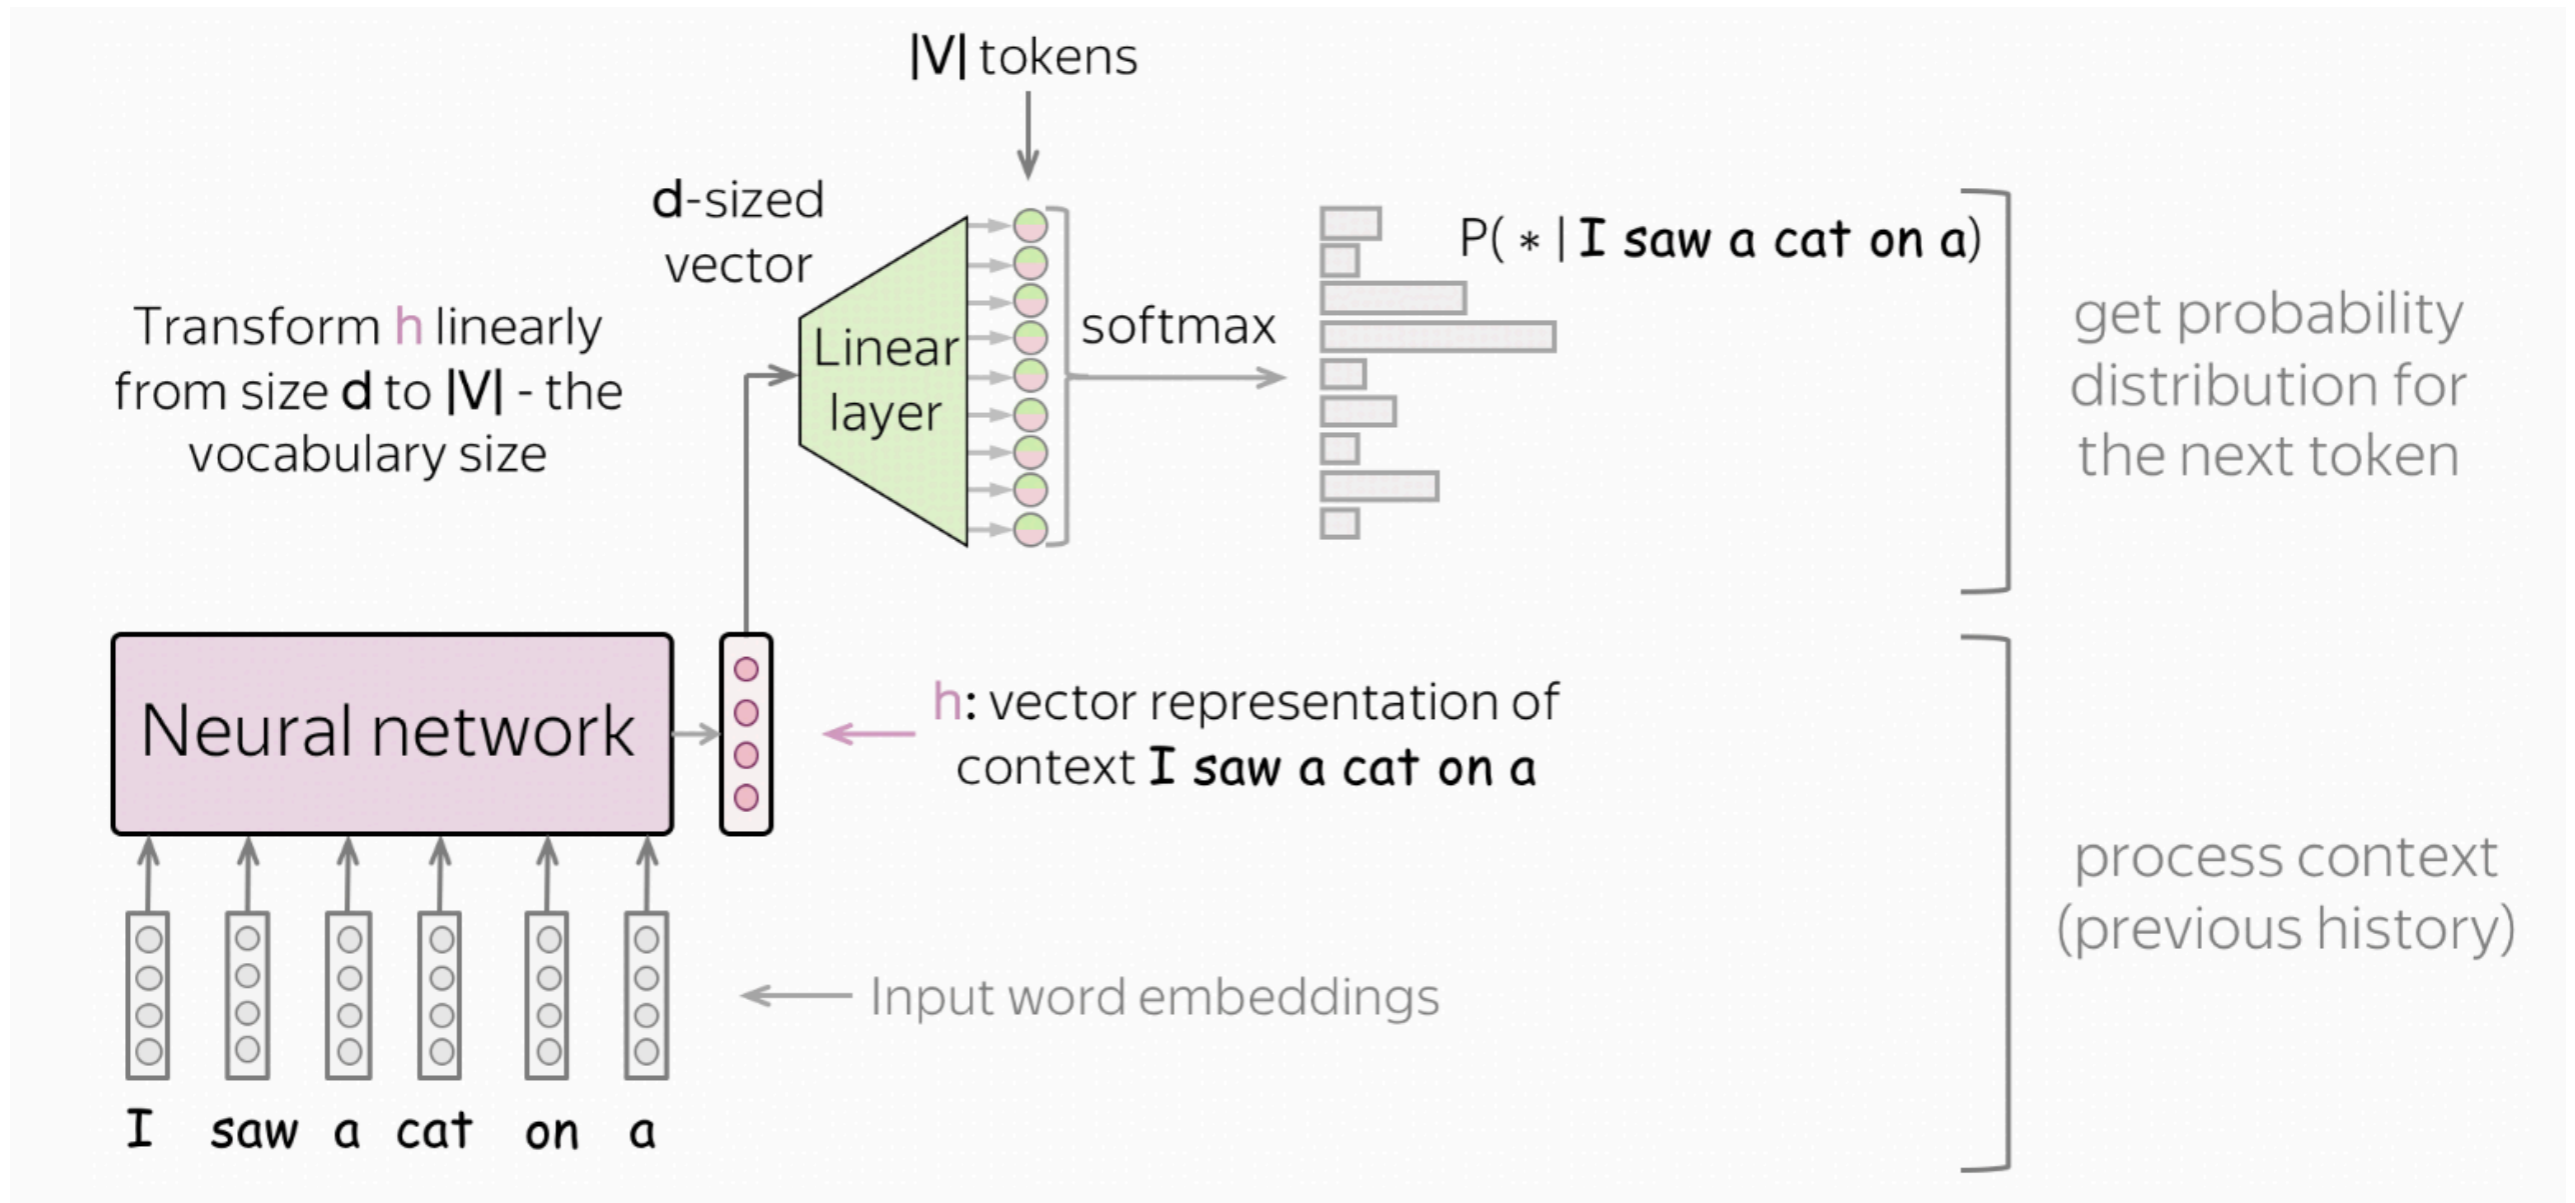 |V| tokens
d-sized
vector
Transform h linearly
from size d to |V| - the
vocabulary size
Linear
layer
softmax
P( * | I saw a cat on a)
get probability
distribution for
the next token
Neural network
h: vector representation of
context I saw a cat on a
process context
(previous history)
Input word embeddings
I saw a cat on a